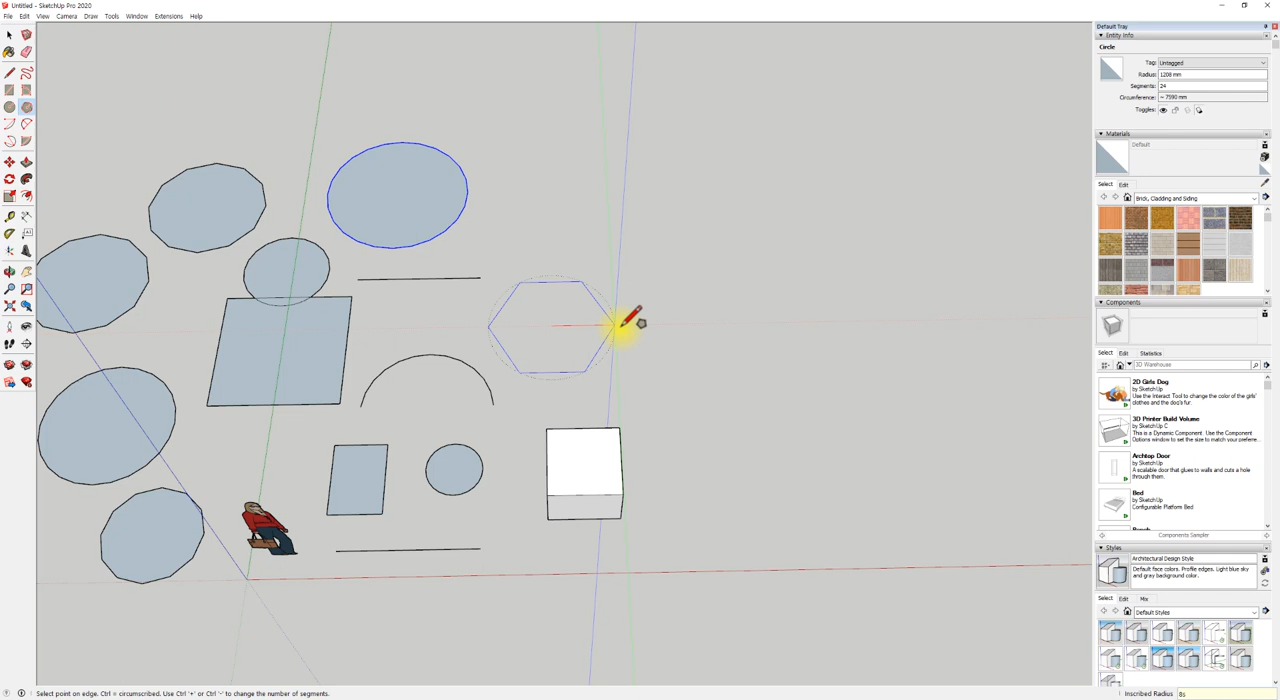 Untitled - SketchUp Pro 2020
File Edit View Camera Draw Tools Window Extensions Help
Default Tray
Entity Info
Circle
Tag: Untagged
Radius: 1208 mm
Segments: 24
Circumference: ~ 7590 mm
Toggles:
Materials
Default
Select Edit
Brick, Cladding and Siding
Components
Select Edit Statistics
3D Warehouse
2D Girls Dog
by SketchUp
Use the Interact Tool to change the color of the girls'
clothes and the dog's fur.
3D Printer Build Volume
by SketchUp C
This is a Dynamic Component. Use the Component
Options window to set the size to match your preferre...
Archtop Door
by SketchUp
A scalable door that glues to walls and cuts a hole
through them.
Bed
by SketchUp
Configurable Platform Bed
Components Sampler
Styles
Architectural Design Style
Default face colors. Profile edges. Light blue sky
and gray background color.
Select Edit Mix
Default Styles
Select point on edge. Ctrl = circumscribed. Use Ctrl '+' or Ctrl '-' to change the number of segments.
Inscribed Radius 8s